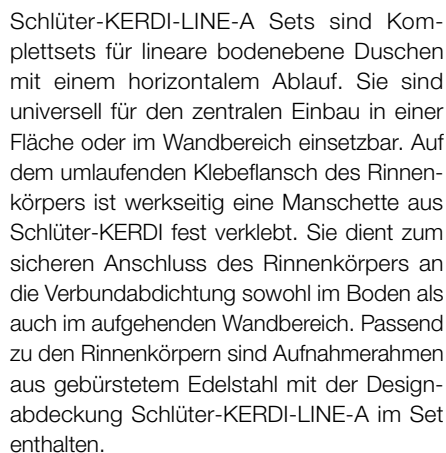 Schlüter-KERDI-LINE-A Sets sind Kom-
plettsets für lineare bodenebene Duschen
mit einem horizontalem Ablauf. Sie sind
universell für den zentralen Einbau in einer
Fläche oder im Wandbereich einsetzbar. Auf
dem umlaufenden Klebeflansch des Rinnen-
körpers ist werkseitig eine Manschette aus
Schlüter-KERDI fest verklebt. Sie dient zum
sicheren Anschluss des Rinnenkörpers an
die Verbundabdichtung sowohl im Boden als
auch im aufgehenden Wandbereich. Passend
zu den Rinnenkörpern sind Aufnahmerahmen
aus gebürstetem Edelstahl mit der Design-
abdeckung Schlüter-KERDI-LINE-A im Set
enthalten.